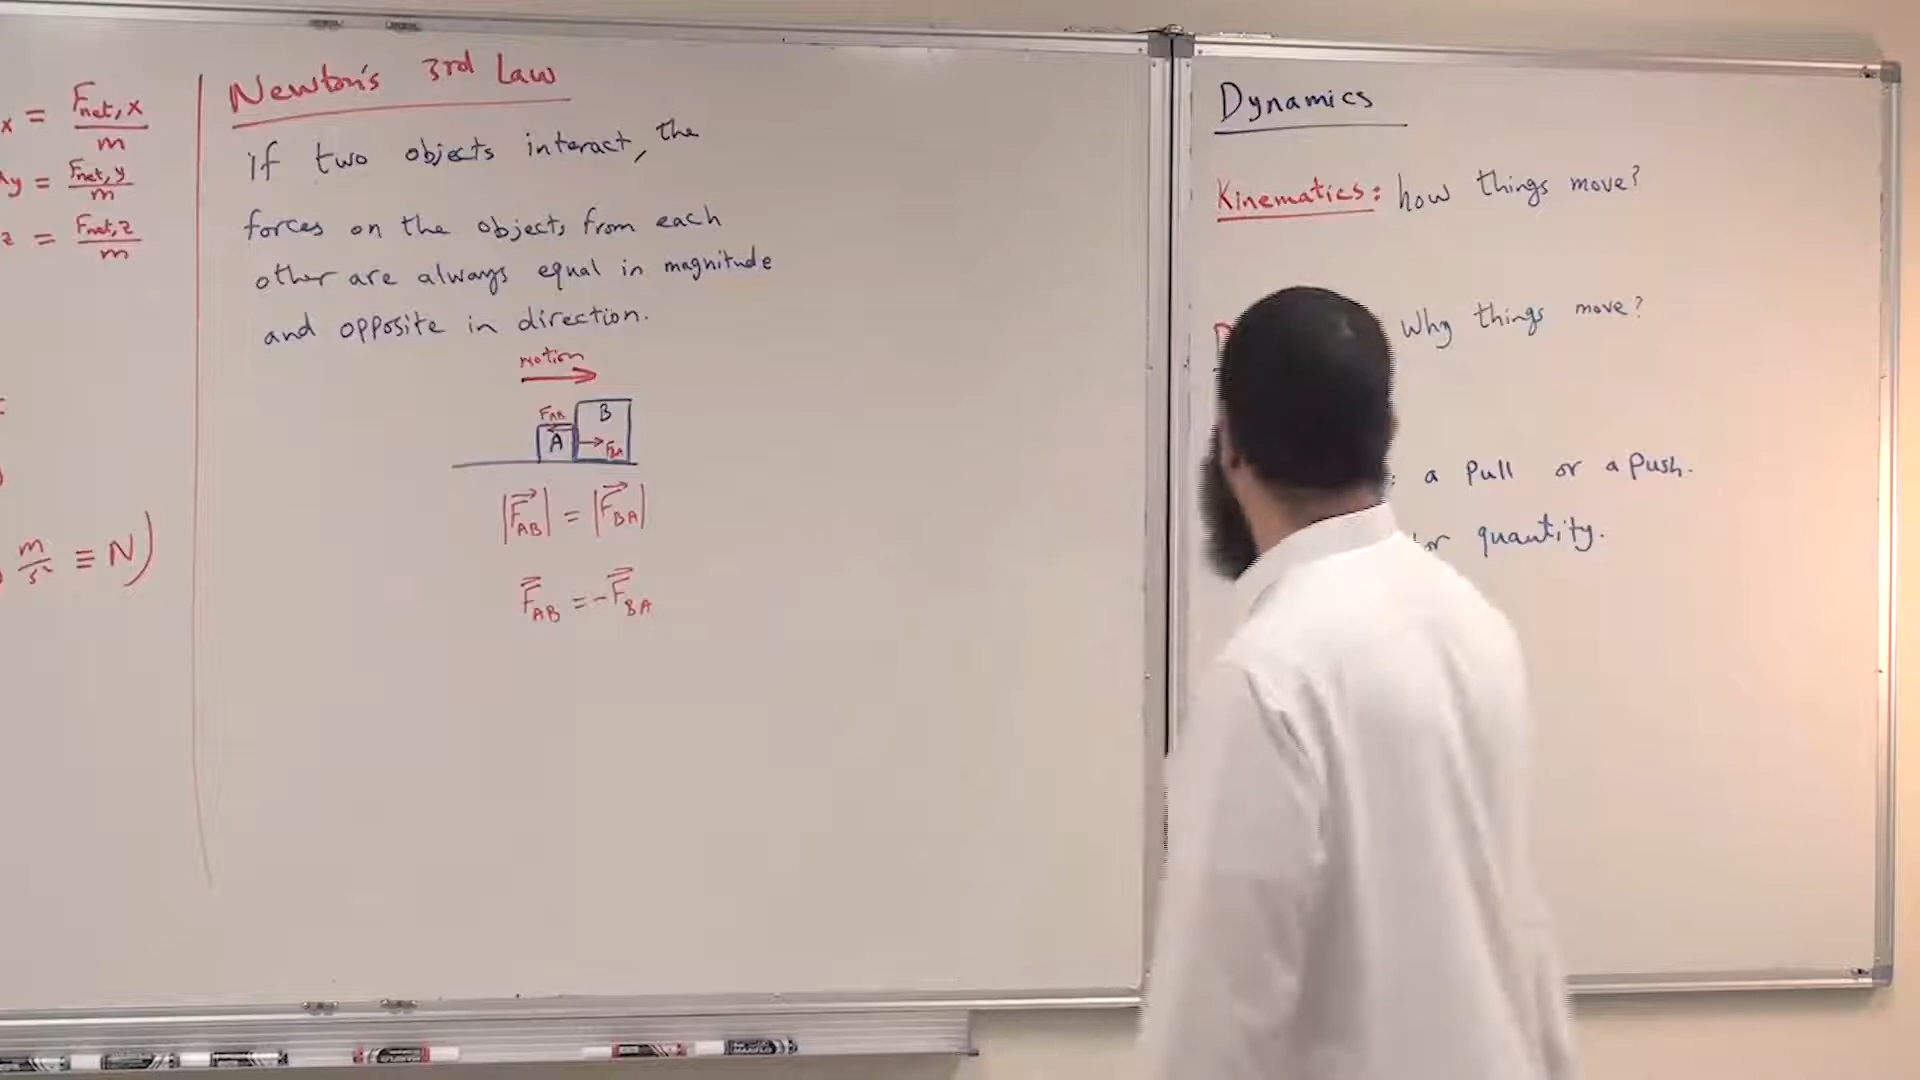 x = Fnet,x / m
y = Fnet,y / m
z = Fnet,z / m
m/s² ≡ N)
Newton's 3rd Law
if two objects interact, the
forces on the objects from each
other are always equal in magnitude
and opposite in direction.
Motion
FAB
B
A
FBA
|F⃗AB| = |F⃗BA|
F⃗AB = -F⃗BA
Dynamics
Kinematics: how things move?
Why things move?
: a Pull or a Push.
quantity.